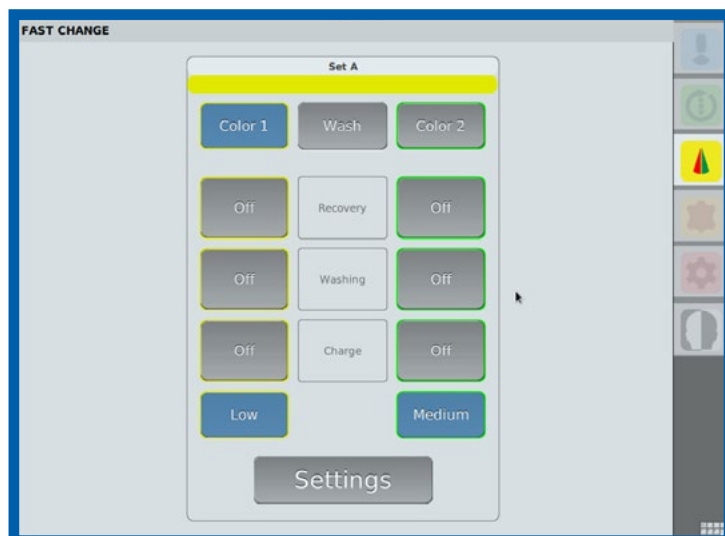 FAST CHANGE
Set A
Color 1 Wash Color 2
Off Recovery Off
Off Washing Off
Off Charge Off
Low Medium
Settings